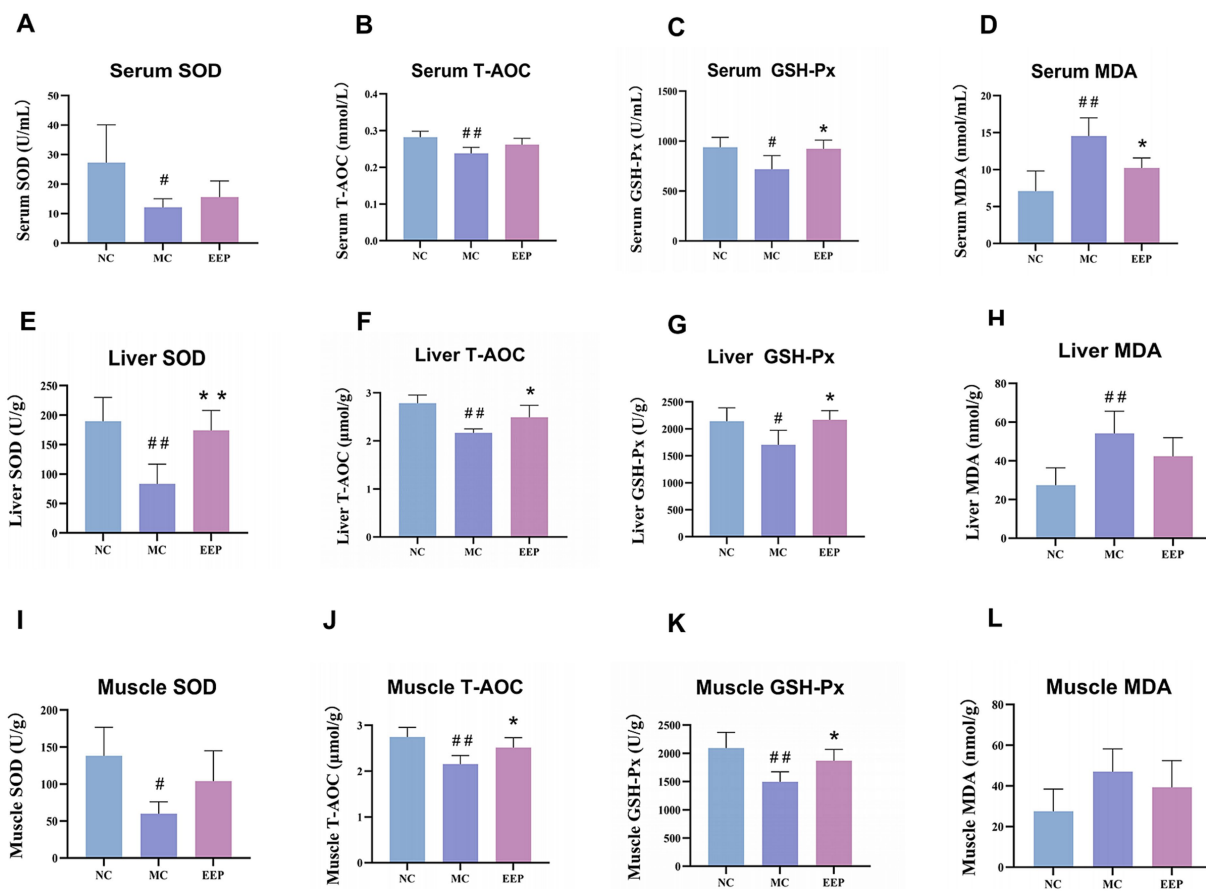 A
Serum SOD
Serum SOD (U/mL)
50
40
30
20
10
0
#
NC
MC
EEP
B
Serum T-AOC
Serum T-AOC (mmol/L)
0.4
0.3
0.2
0.1
0.0
##
NC
MC
EEP
C
Serum GSH-Px
Serum GSH-Px (U/mL)
1500
1000
500
0
#
*
NC
MC
EEP
D
Serum MDA
Serum MDA (nmol/mL)
20
15
10
5
0
##
*
NC
MC
EEP
E
Liver SOD
Liver SOD (U/g)
250
200
150
100
50
0
##
**
NC
MC
EEP
F
Liver T-AOC
Liver T-AOC (μmol/g)
3
2
1
0
##
*
NC
MC
EEP
G
Liver GSH-Px
Liver GSH-Px (U/g)
2500
2000
1500
1000
500
0
#
*
NC
MC
EEP
H
Liver MDA
Liver MDA (nmol/g)
80
60
40
20
0
##
NC
MC
EEP
I
Muscle SOD
Muscle SOD (U/g)
200
150
100
50
0
#
NC
MC
EEP
J
Muscle T-AOC
Muscle T-AOC (μmol/g)
3
2
1
0
##
*
NC
MC
EEP
K
Muscle GSH-Px
Muscle GSH-Px (U/g)
2500
2000
1500
1000
500
0
##
*
NC
MC
EEP
L
Muscle MDA
Muscle MDA (nmol/g)
80
60
40
20
0
NC
MC
EEP